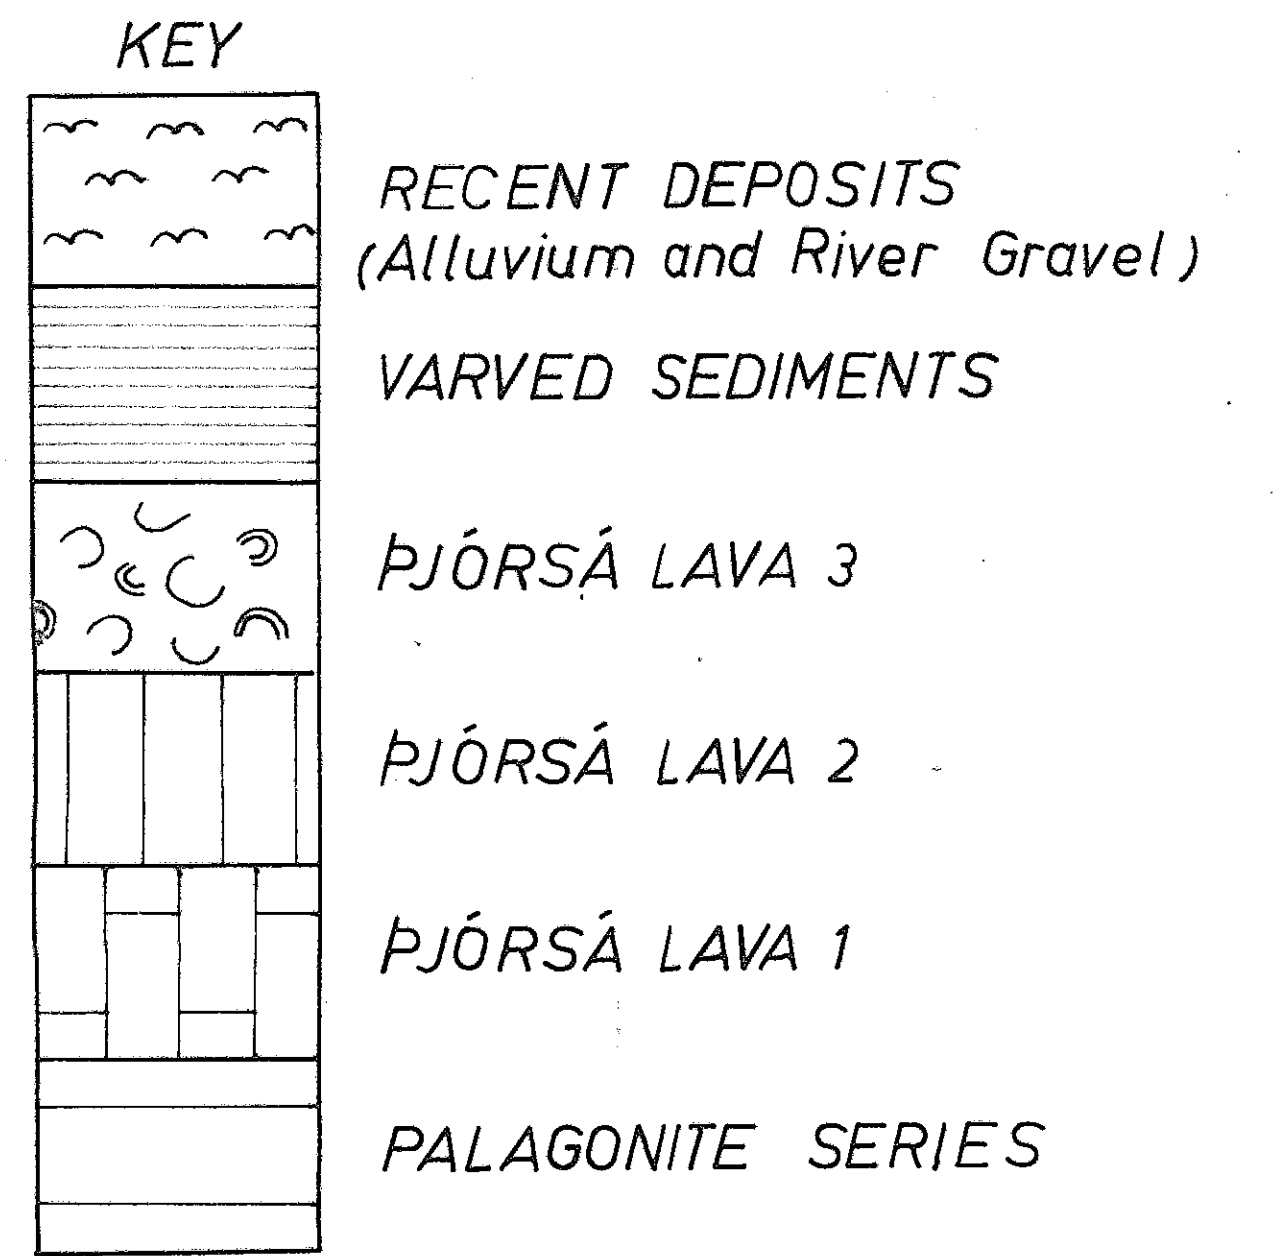 KEY
RECENT DEPOSITS
(Alluvium and River Gravel)
VARVED SEDIMENTS
ÞJÓRSÁ LAVA 3
ÞJÓRSÁ LAVA 2
ÞJÓRSÁ LAVA 1
PALAGONITE SERIES